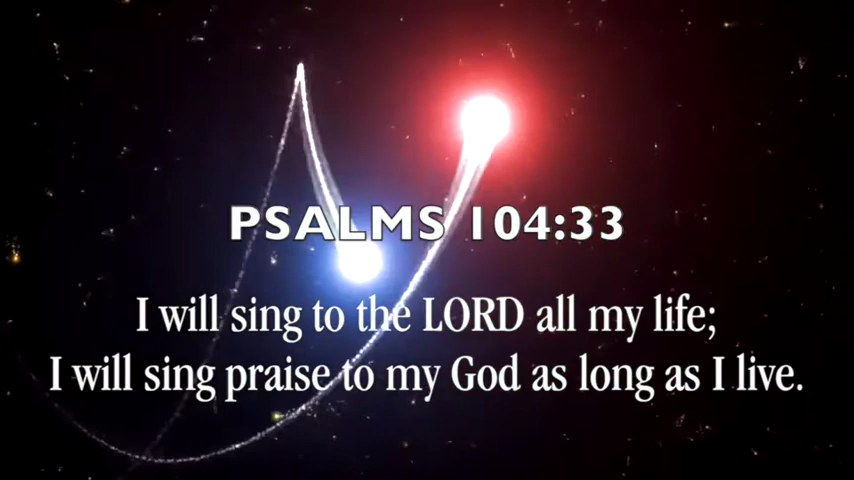 PSALMS 104:33
I will sing to the LORD all my life;
I will sing praise to my God as long as I live.